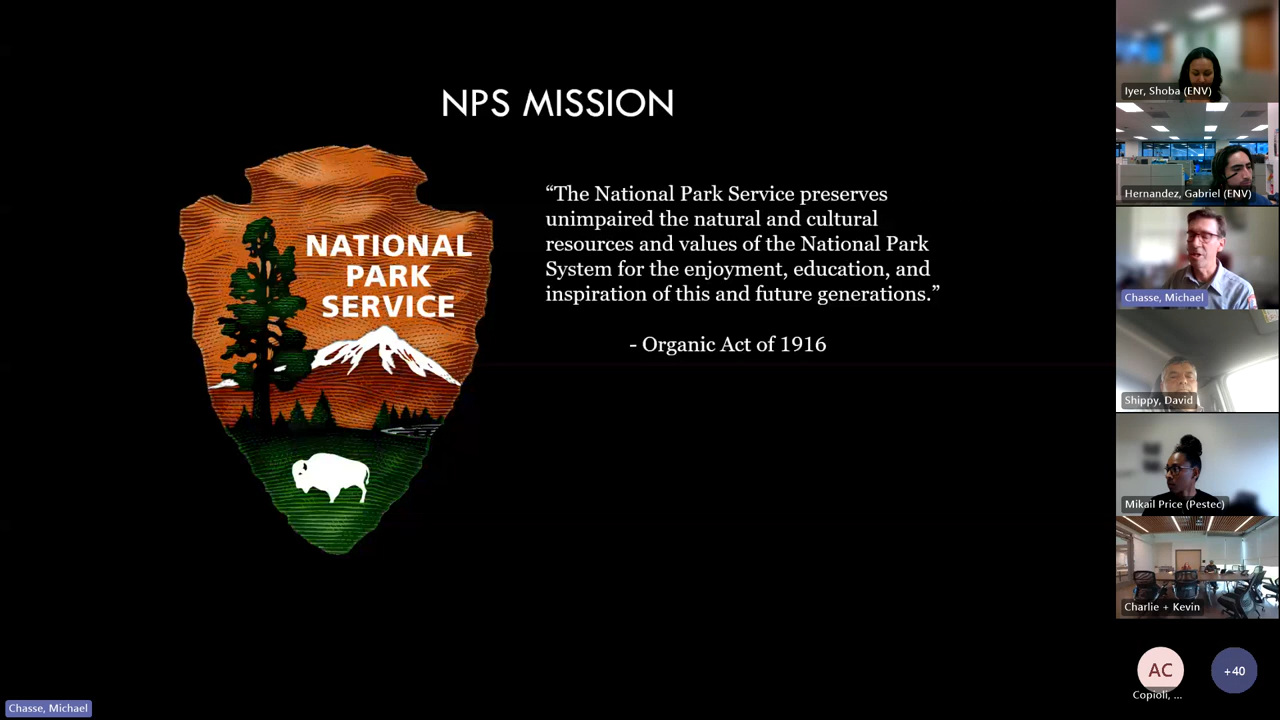 NPS MISSION
NATIONAL
PARK
SERVICE
“The National Park Service preserves
unimpaired the natural and cultural
resources and values of the National Park
System for the enjoyment, education, and
inspiration of this and future generations.”
- Organic Act of 1916
Iyer, Shoba (ENV)
Hernandez, Gabriel (ENV)
Chasse, Michael
Shippy, David
Mikail Price (Pestec)
Charlie + Kevin
AC
+40
Copioli, ...
Chasse, Michael